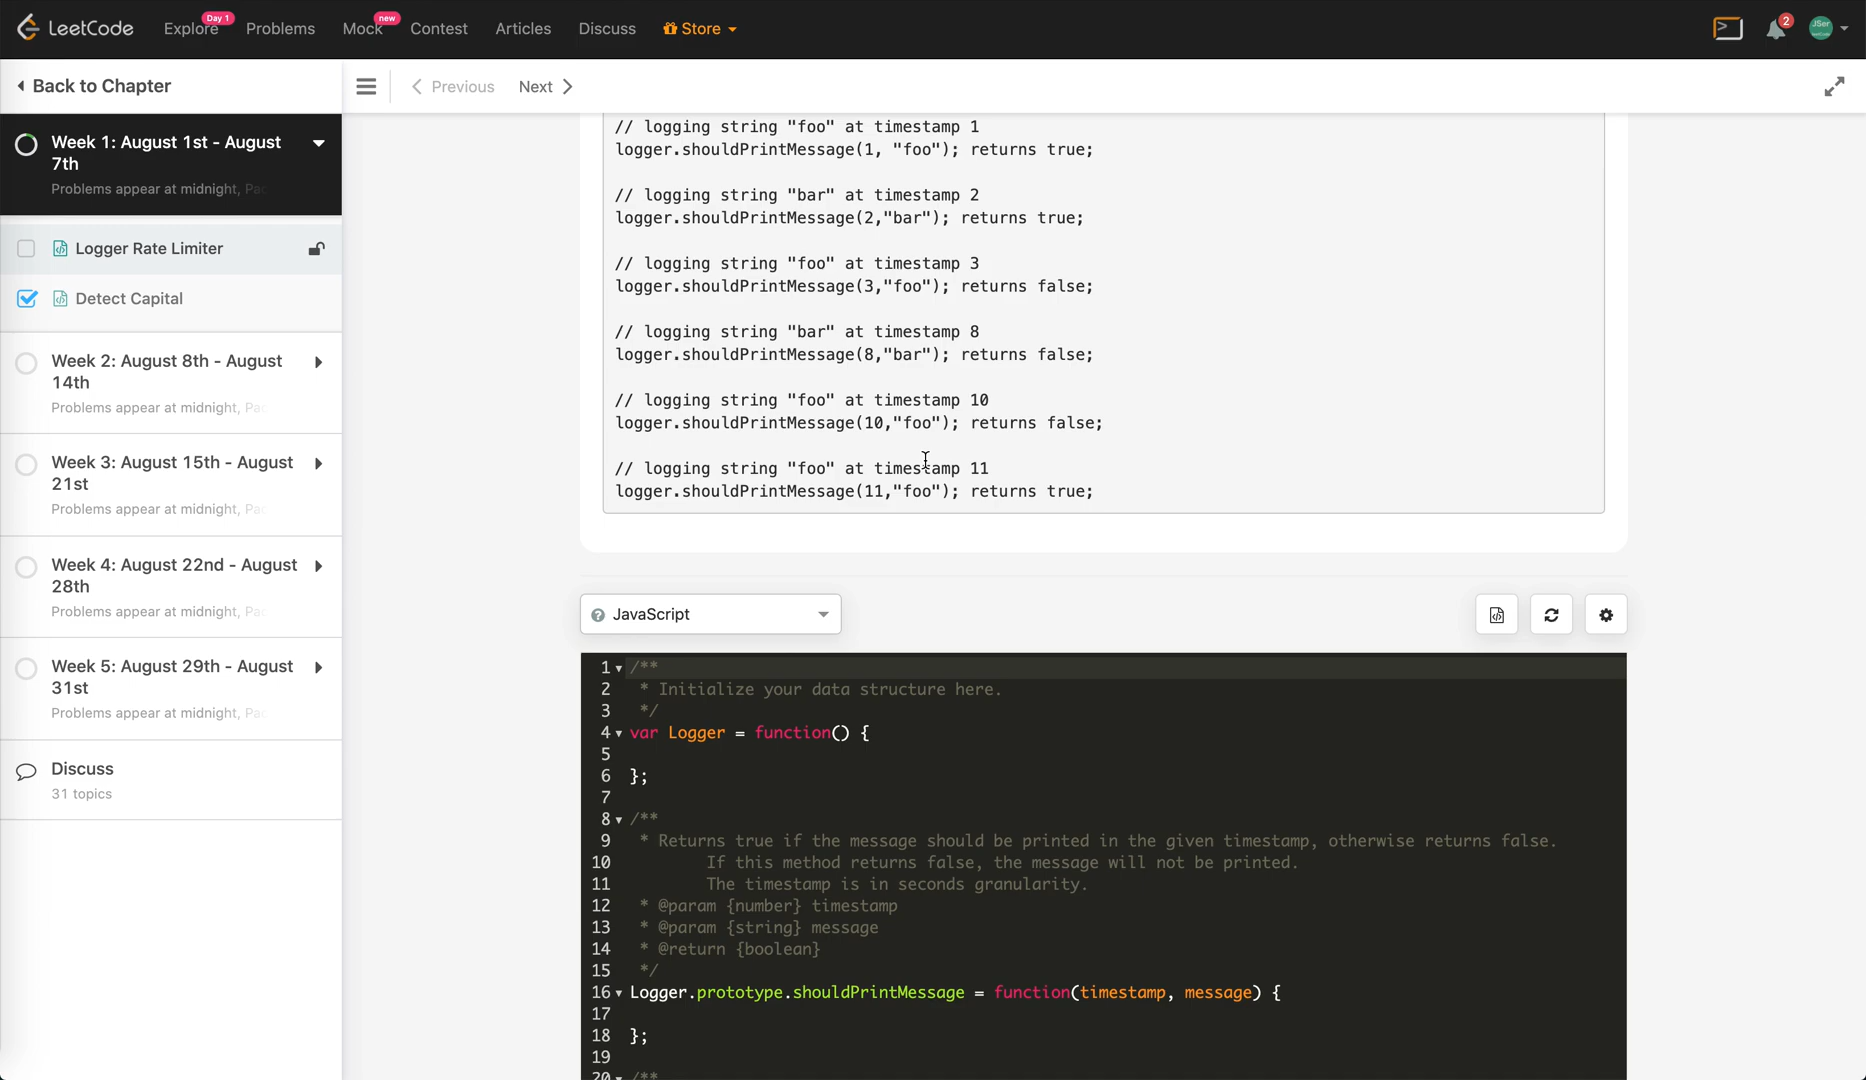 LeetCode
Explore
Day 1
Problems
Mock
new
Contest
Articles
Discuss
Store
2
JSer
Back to Chapter
Previous
Next
Week 1: August 1st - August
7th
Problems appear at midnight, Pac
Logger Rate Limiter
Detect Capital
Week 2: August 8th - August
14th
Problems appear at midnight, Pac
Week 3: August 15th - August
21st
Problems appear at midnight, Pac
Week 4: August 22nd - August
28th
Problems appear at midnight, Pac
Week 5: August 29th - August
31st
Problems appear at midnight, Pac
Discuss
31 topics
// logging string "foo" at timestamp 1
logger.shouldPrintMessage(1, "foo"); returns true;
// logging string "bar" at timestamp 2
logger.shouldPrintMessage(2,"bar"); returns true;
// logging string "foo" at timestamp 3
logger.shouldPrintMessage(3,"foo"); returns false;
// logging string "bar" at timestamp 8
logger.shouldPrintMessage(8,"bar"); returns false;
// logging string "foo" at timestamp 10
logger.shouldPrintMessage(10,"foo"); returns false;
// logging string "foo" at timestamp 11
logger.shouldPrintMessage(11,"foo"); returns true;
JavaScript
1 /**
2 * Initialize your data structure here.
3 */
4 var Logger = function() {
5
6 };
7
8 /**
9 * Returns true if the message should be printed in the given timestamp, otherwise returns false.
10 If this method returns false, the message will not be printed.
11 The timestamp is in seconds granularity.
12 * @param {number} timestamp
13 * @param {string} message
14 * @return {boolean}
15 */
16 Logger.prototype.shouldPrintMessage = function(timestamp, message) {
17
18 };
19
20 /**